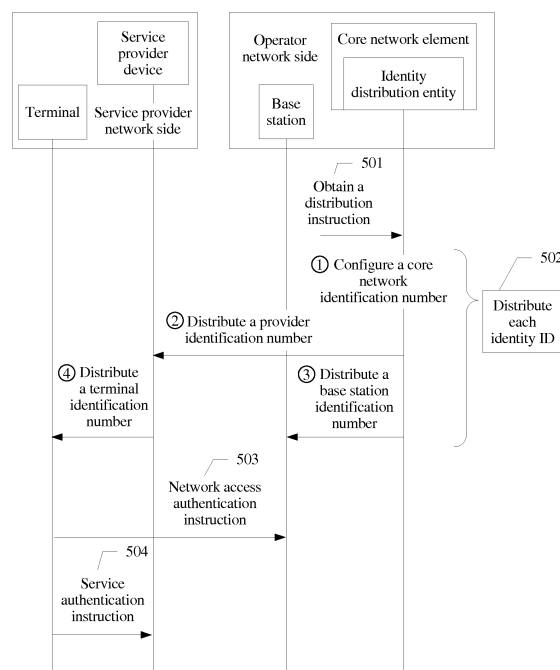 Service
provider
device
Terminal
Service provider
network side
Operator
network side
Core network element
Identity
distribution entity
Base
station
501
Obtain a
distribution
instruction
① Configure a core
network
identification number
502
Distribute
each
identity ID
② Distribute a provider
identification number
③ Distribute a
base station
identification
number
④ Distribute
a terminal
identification
number
503
Network access
authentication
instruction
504
Service
authentication
instruction